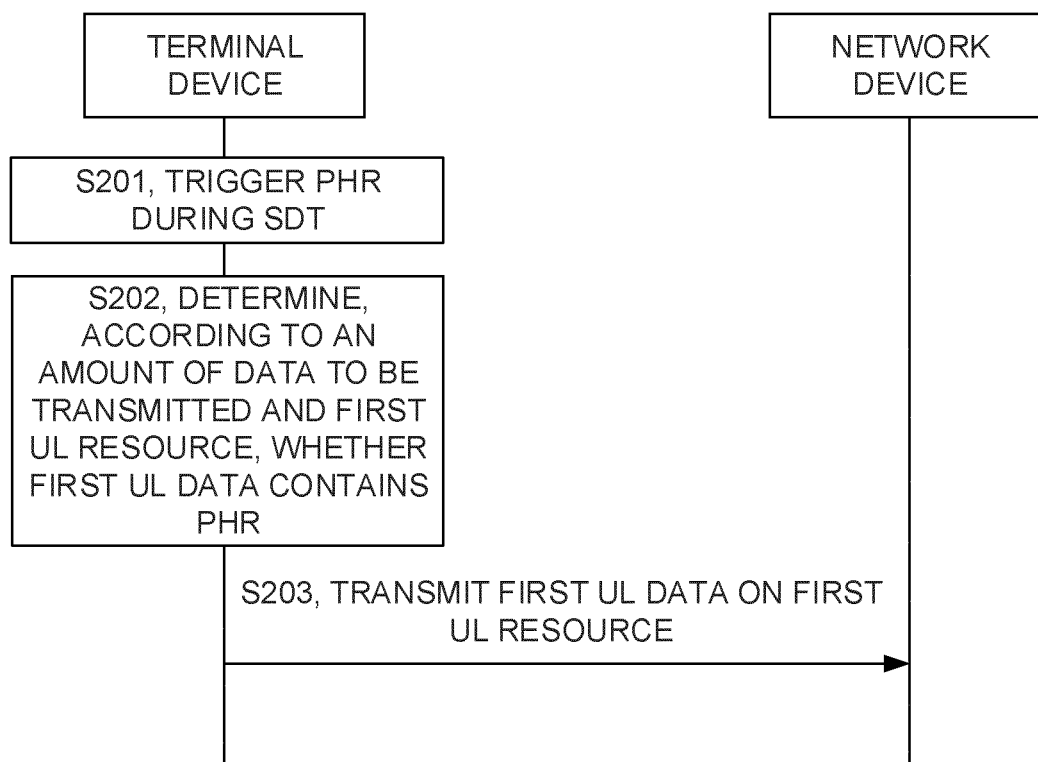 TERMINAL
DEVICE
NETWORK
DEVICE
S201, TRIGGER PHR
DURING SDT
S202, DETERMINE,
ACCORDING TO AN
AMOUNT OF DATA TO BE
TRANSMITTED AND FIRST
UL RESOURCE, WHETHER
FIRST UL DATA CONTAINS
PHR
S203, TRANSMIT FIRST UL DATA ON FIRST
UL RESOURCE